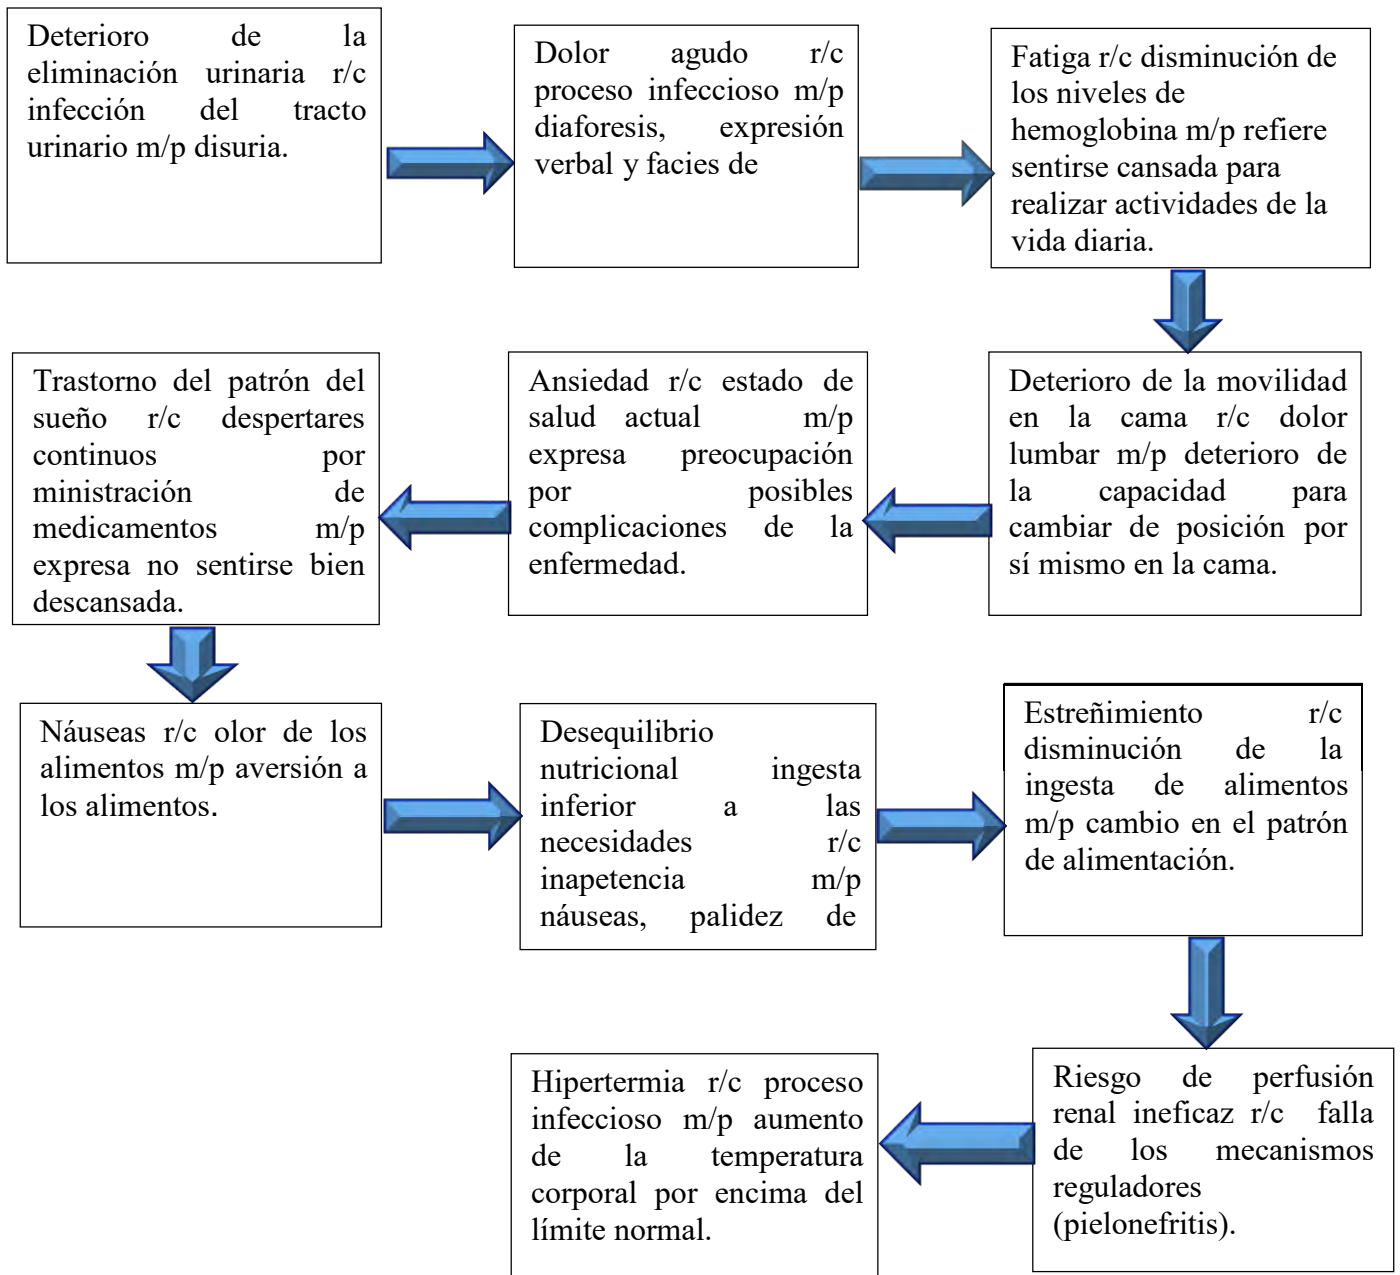 Deterioro de la
eliminación urinaria r/c
infección del tracto
urinario m/p disuria.
Dolor agudo r/c
proceso infeccioso m/p
diaforesis, expresión
verbal y facies de
Fatiga r/c disminución de
los niveles de
hemoglobina m/p refiere
sentirse cansada para
realizar actividades de la
vida diaria.
Deterioro de la movilidad
en la cama r/c dolor
lumbar m/p deterioro de
la capacidad para
cambiar de posición por
sí mismo en la cama.
Ansiedad r/c estado de
salud actual m/p
expresa preocupación
por posibles
complicaciones de la
enfermedad.
Trastorno del patrón del
sueño r/c despertares
continuos por
ministración de
medicamentos m/p
expresa no sentirse bien
descansada.
Náuseas r/c olor de los
alimentos m/p aversión a
los alimentos.
Desequilibrio
nutricional ingesta
inferior a las
necesidades r/c
inapetencia m/p
náuseas, palidez de
Estreñimiento r/c
disminución de la
ingesta de alimentos
m/p cambio en el patrón
de alimentación.
Riesgo de perfusión
renal ineficaz r/c falla
de los mecanismos
reguladores
(pielonefritis).
Hipertermia r/c proceso
infeccioso m/p aumento
de la temperatura
corporal por encima del
límite normal.